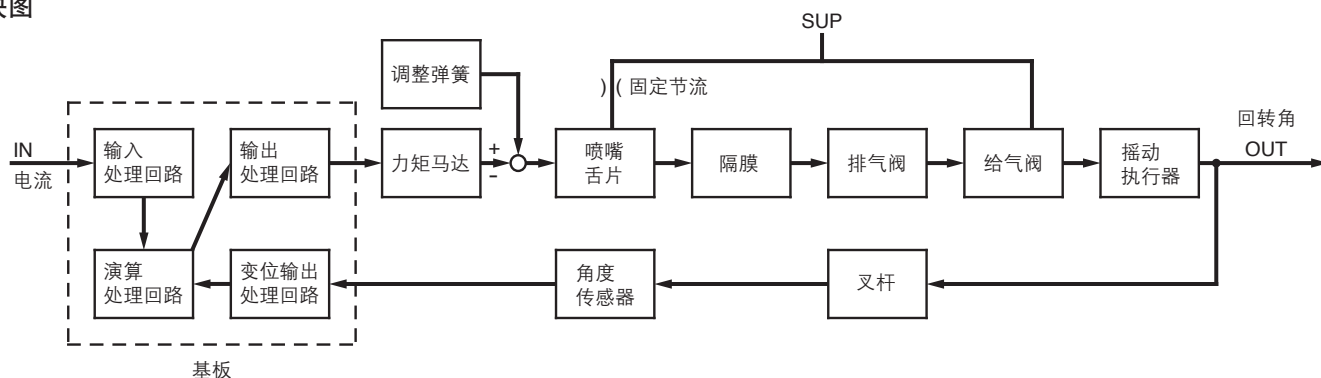 块图
SUP
调整弹簧
)( 固定节流
回转角
IN
OUT
电流
输入
处理回路
输出
处理回路
力矩马达
+
-
喷嘴
舌片
隔膜
排气阀
给气阀
摇动
执行器
演算
处理回路
变位输出
处理回路
角度
传感器
叉杆
基板